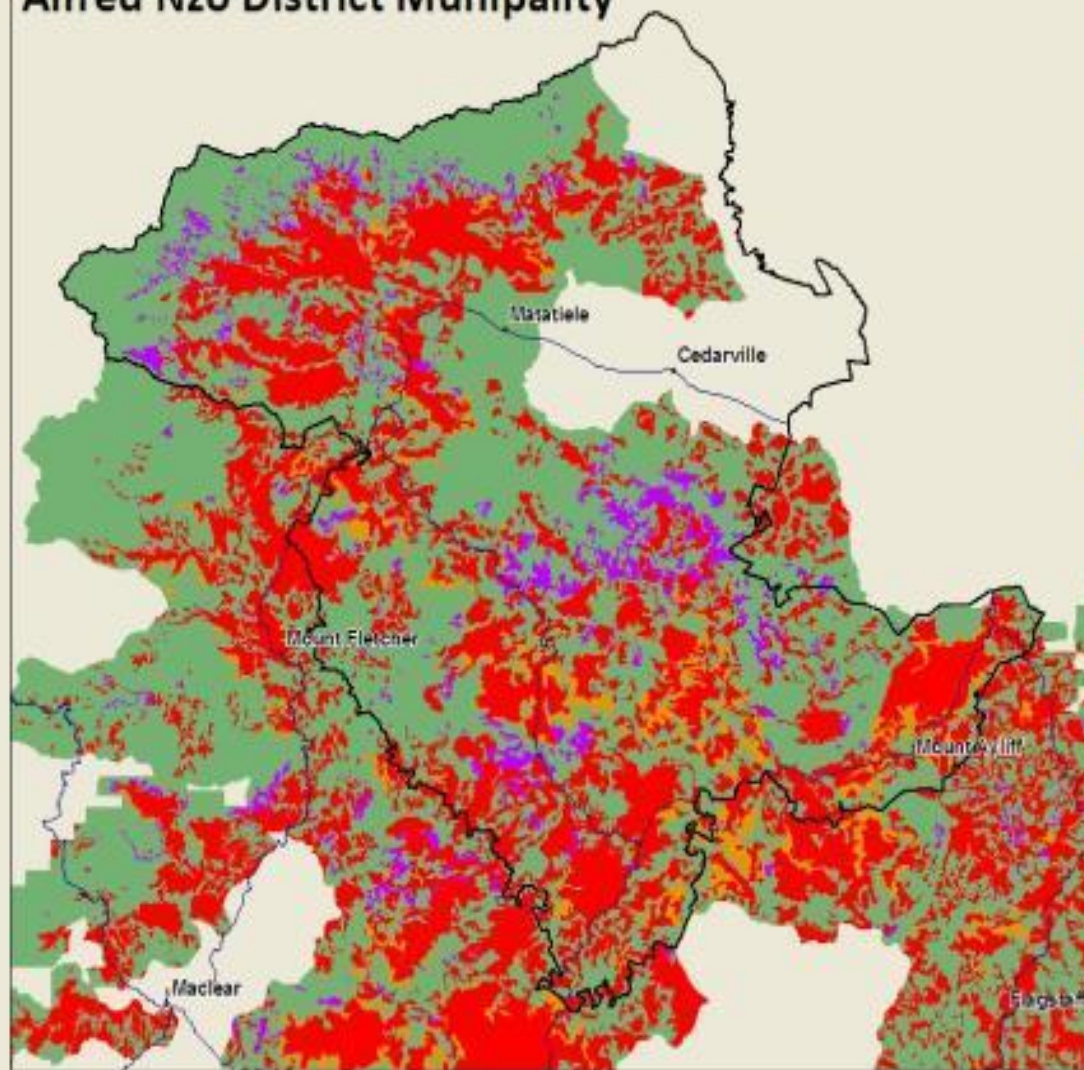 Alfred Nzo District Munipality
Matatiele
Cedarville
Mount Fletcher
Mount Ayliff
Maclear